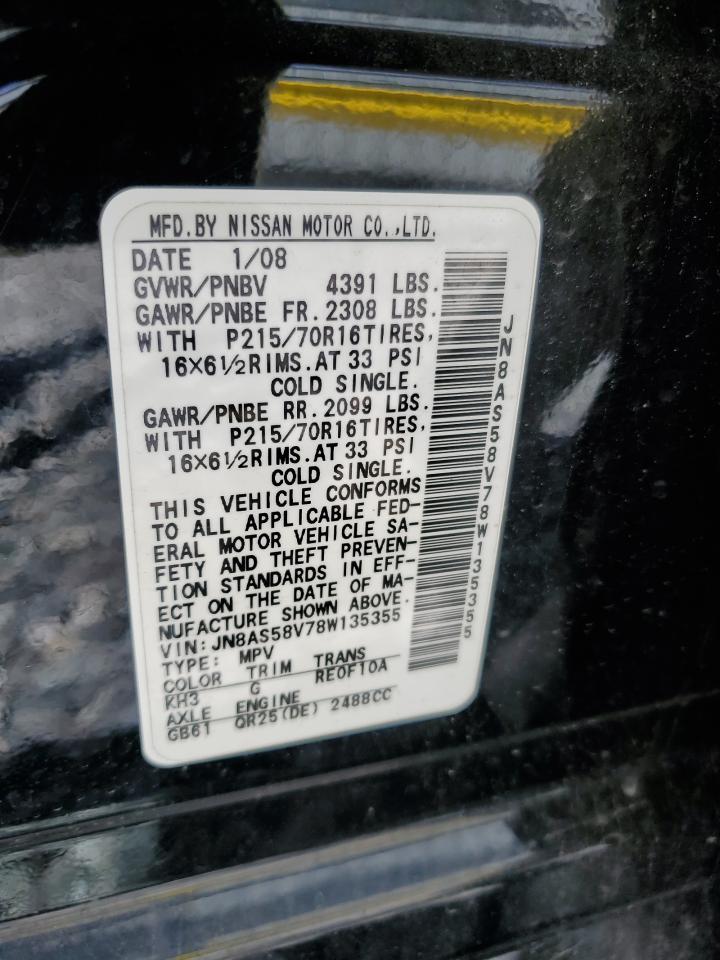 MFD.BY NISSAN MOTOR CO.,LTD.
DATE 1/08
GVWR/PNBV 4391 LBS.
GAWR/PNBE FR.2308 LBS.
WITH P215/70R16TIRES,
16X6½RIMS.AT 33 PSI
COLD SINGLE.
GAWR/PNBE RR.2099 LBS.
WITH P215/70R16TIRES,
16X6½RIMS.AT 33 PSI
COLD SINGLE.
THIS VEHICLE CONFORMS
TO ALL APPLICABLE FED-
ERAL MOTOR VEHICLE SA-
FETY AND THEFT PREVEN-
TION STANDARDS IN EFF-
ECT ON THE DATE OF MA-
NUFACTURE SHOWN ABOVE.
VIN:JN8AS58V78W135355
TYPE: MPV
COLOR TRIM TRANS
KH3 G RE0F10A
AXLE ENGINE
GB61 QR25(DE) 2488CC
JN8AS58V78W135355